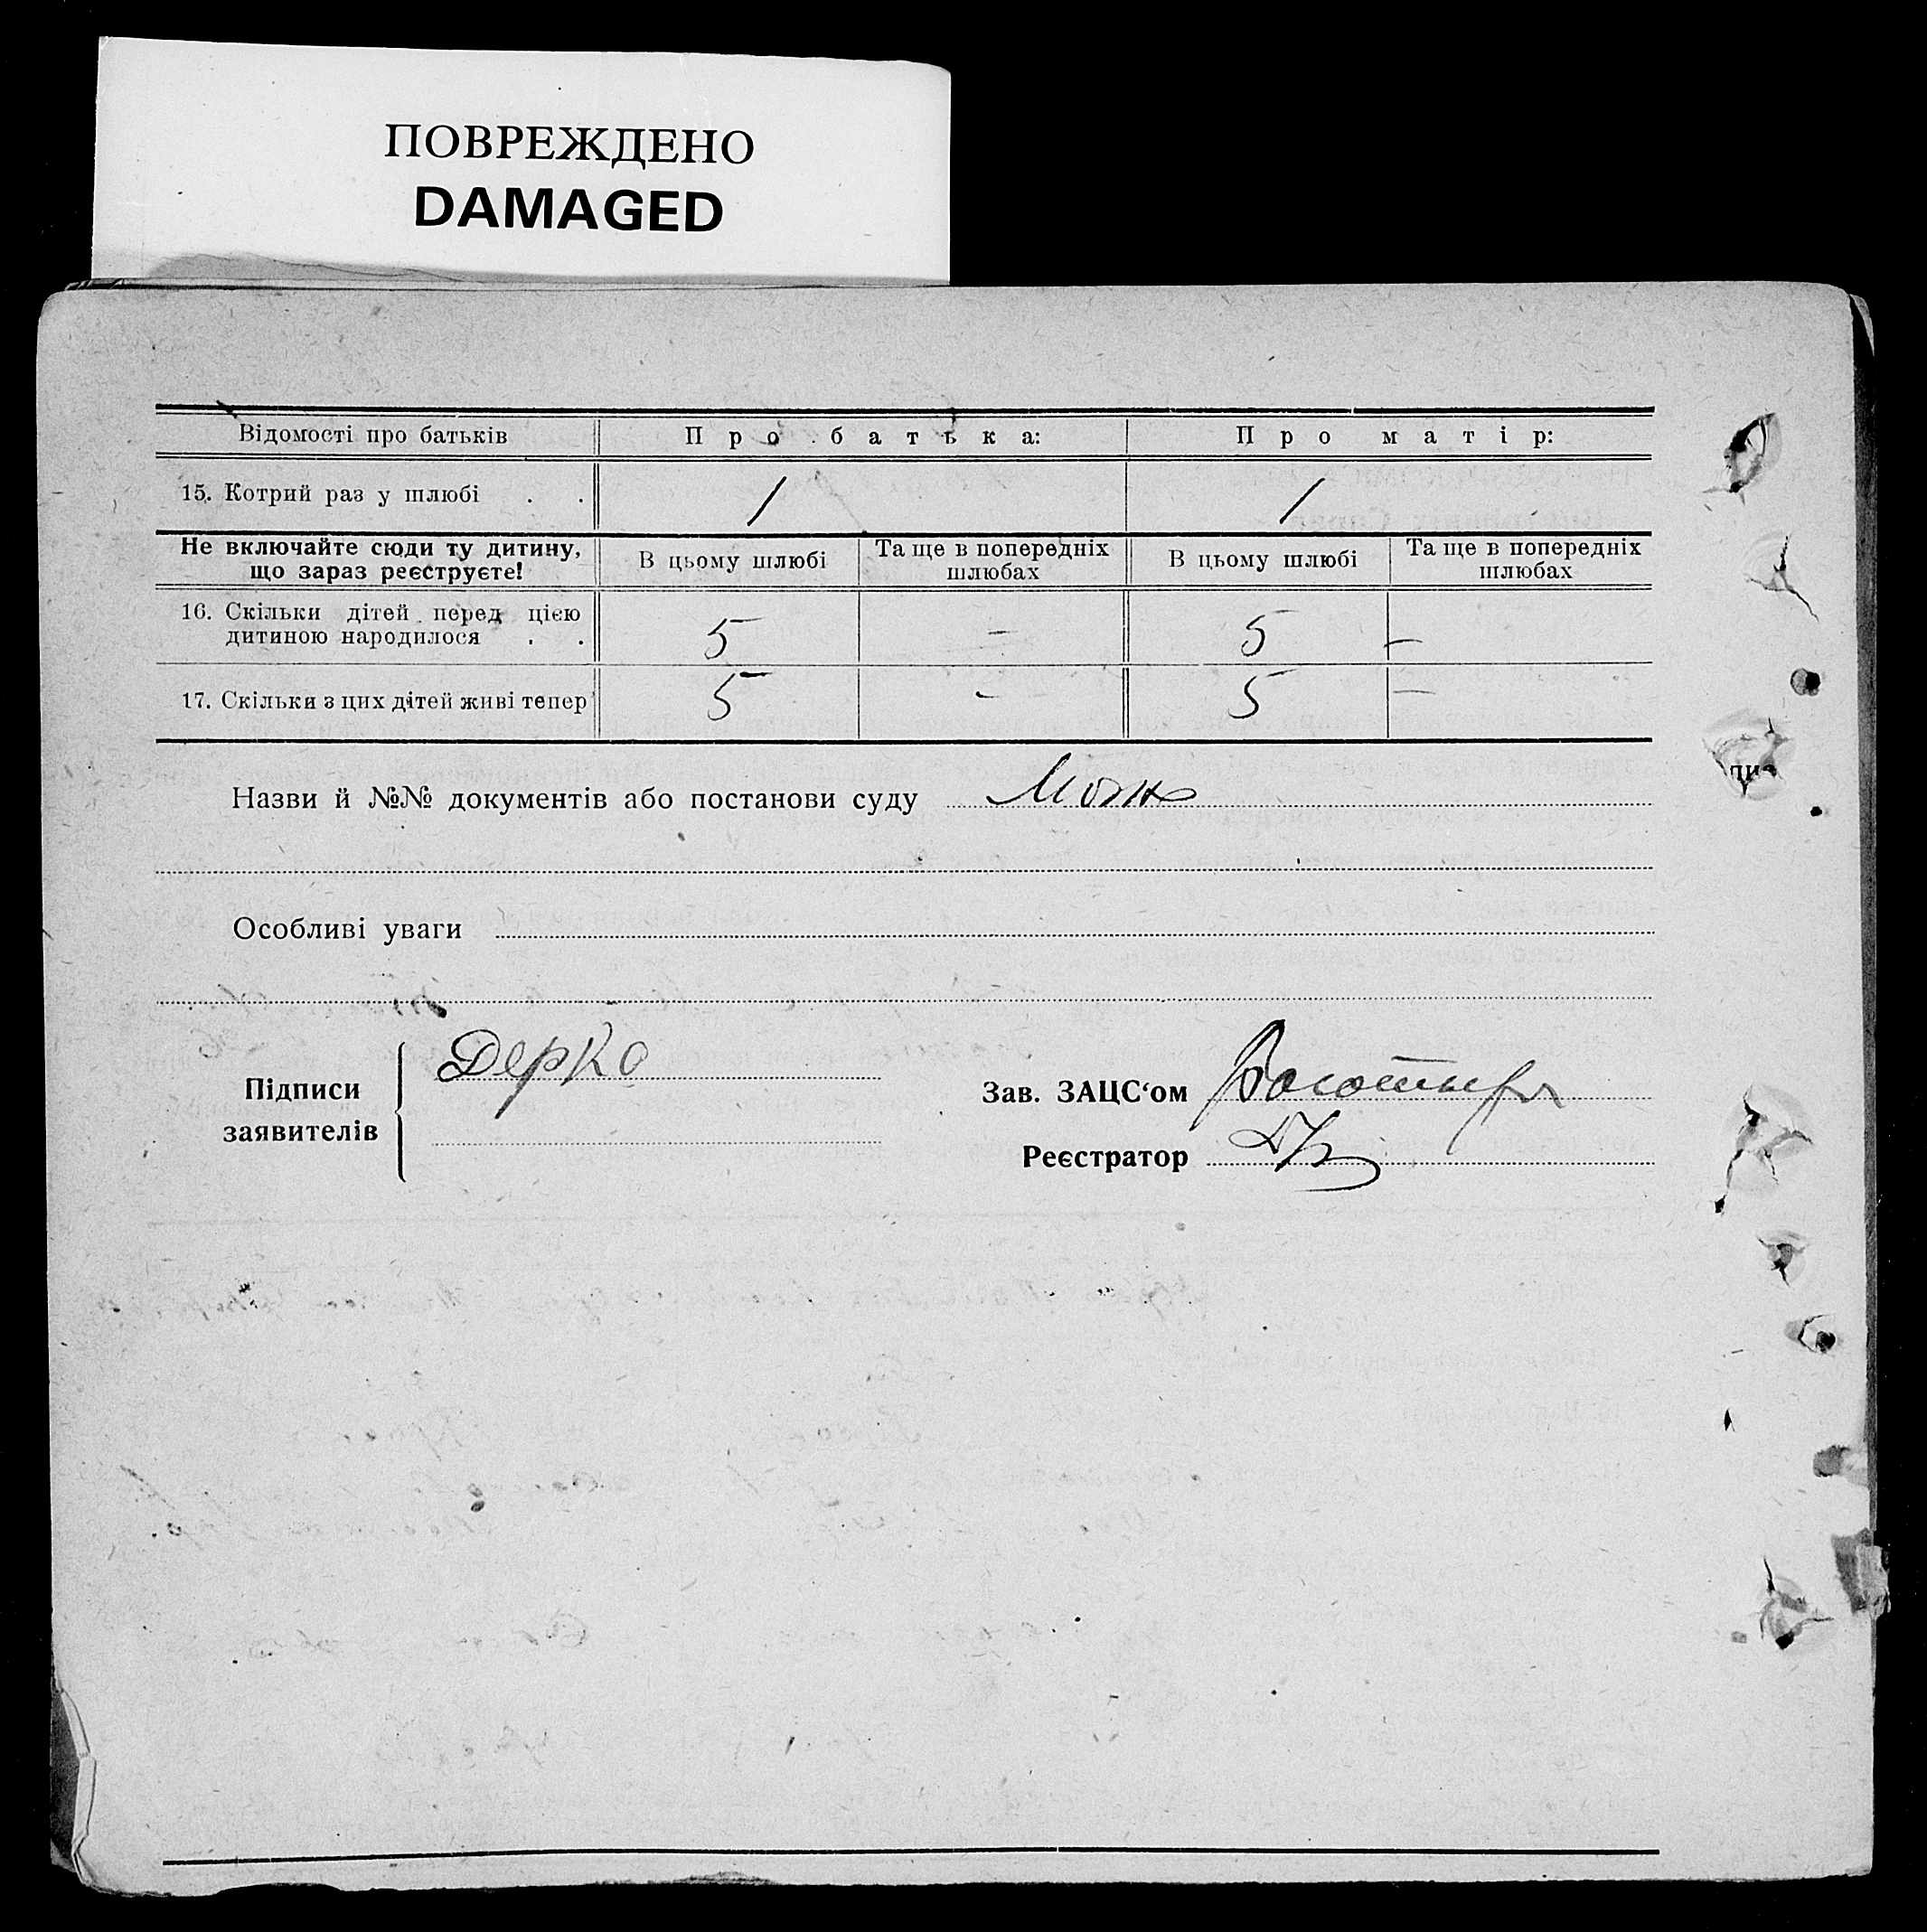 ПОВРЕЖДЕНО
DAMAGED
Відомості про батьків Про батька: Про матір:
15. Котрий раз у шлюбі . . 1 1
Не включайте сюди ту дитину, що зараз реєструєте! В цьому шлюбі Та ще в попередніх шлюбах В цьому шлюбі Та ще в попередніх шлюбах
16. Скільки дітей перед цією
дитиною народилося . . 5 – 5 –
17. Скільки з цих дітей живі тепер 5 – 5 –
Назви й №№ документів або постанови суду
Особливі уваги
Підписи заявителів Дерко
Зав. ЗАЦС‘ом
Реєстратор